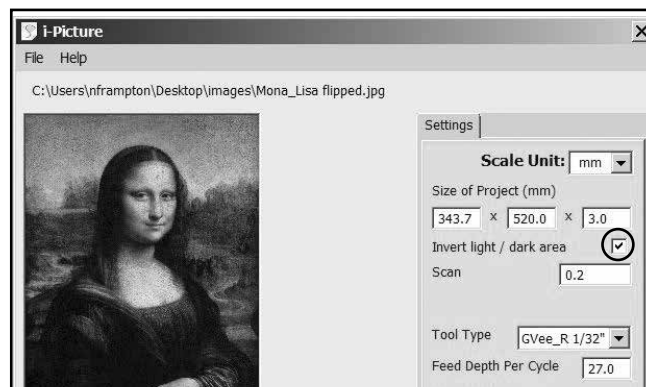 i-Picture
File Help
C:\Users\nframpton\Desktop\images\Mona_Lisa flipped.jpg
Settings
Scale Unit: mm
Size of Project (mm)
343.7 x 520.0 x 3.0
Invert light / dark area
Scan 0.2
Tool Type GVee_R 1/32"
Feed Depth Per Cycle 27.0